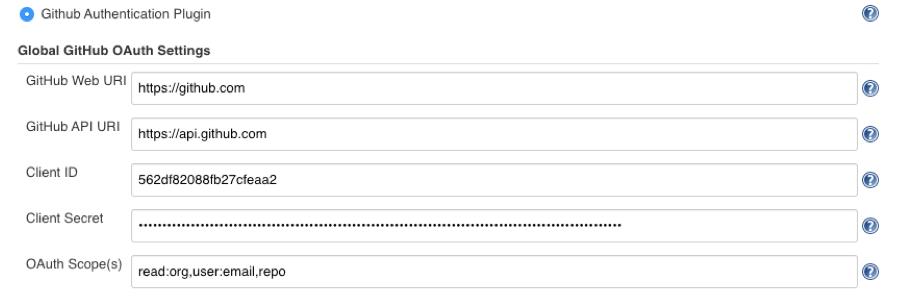 Github Authentication Plugin
Global GitHub OAuth Settings
GitHub Web URI https://github.com
GitHub API URI https://api.github.com
Client ID 562df82088fb27cfeaa2
Client Secret
OAuth Scope(s) read:org,user:email,repo